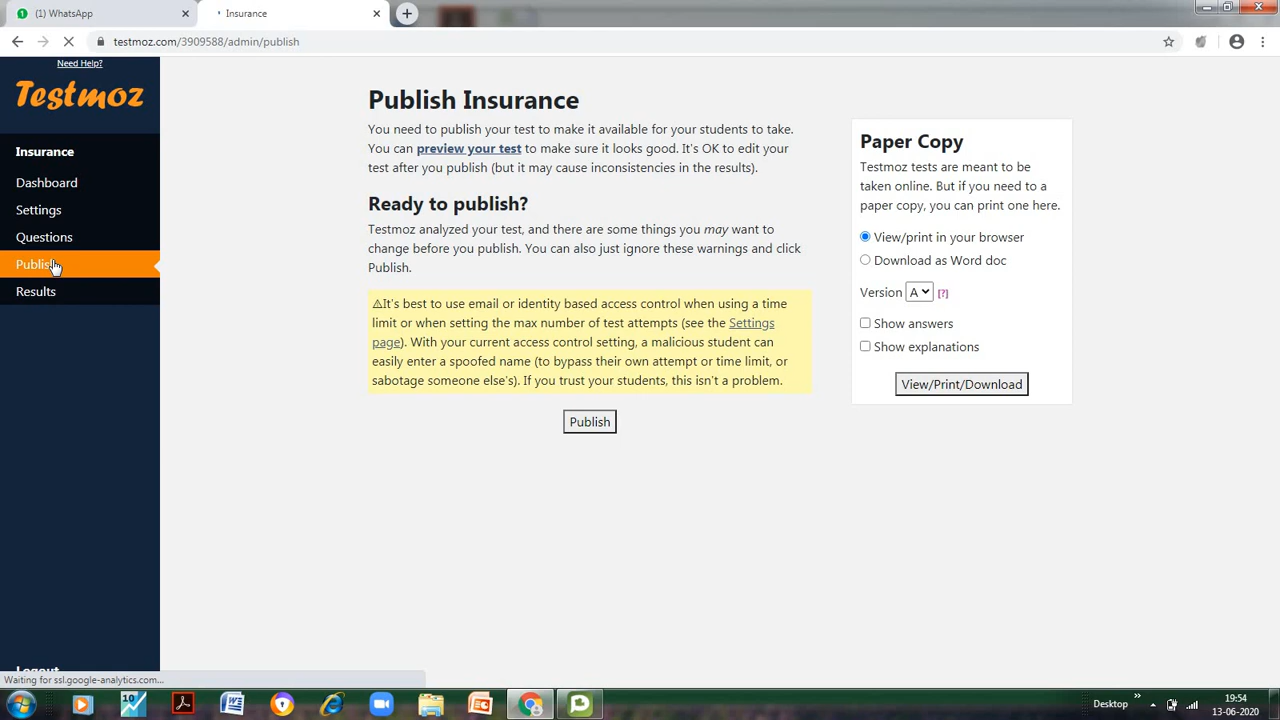 (1) WhatsApp
Insurance
testmoz.com/3909588/admin/publish
Need Help?
Testmoz
Insurance
Dashboard
Settings
Questions
Publish
Results
Logout
Publish Insurance
You need to publish your test to make it available for your students to take.
You can preview your test to make sure it looks good. It's OK to edit your
test after you publish (but it may cause inconsistencies in the results).
Ready to publish?
Testmoz analyzed your test, and there are some things you may want to
change before you publish. You can also just ignore these warnings and click
Publish.
⚠It's best to use email or identity based access control when using a time
limit or when setting the max number of test attempts (see the Settings
page). With your current access control setting, a malicious student can
easily enter a spoofed name (to bypass their own attempt or time limit, or
sabotage someone else's). If you trust your students, this isn't a problem.
Publish
Paper Copy
Testmoz tests are meant to be
taken online. But if you need to a
paper copy, you can print one here.
View/print in your browser
Download as Word doc
Version A [?]
Show answers
Show explanations
View/Print/Download
Waiting for ssl.google-analytics.com...
10
Desktop
19:54
13-06-2020